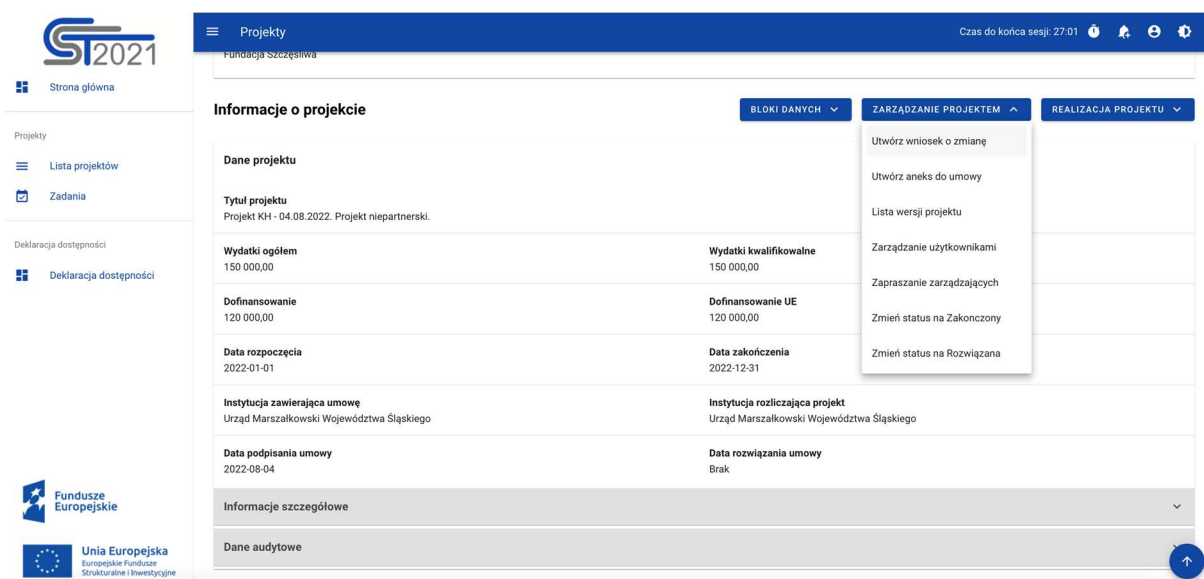 CST2021
Projekty
Czas do końca sesji: 27:01
Fundacja Szczęśliwa
Strona główna
Projekty
Lista projektów
Zadania
Deklaracja dostępności
Deklaracja dostępności
Informacje o projekcie
BLOKI DANYCH
ZARZĄDZANIE PROJEKTEM
REALIZACJA PROJEKTU
Utwórz wniosek o zmianę
Utwórz aneks do umowy
Lista wersji projektu
Zarządzanie użytkownikami
Zapraszanie zarządzających
Zmień status na Zakonczony
Zmień status na Rozwiązana
Dane projektu
Tytuł projektu
Projekt KH - 04.08.2022. Projekt niepartnerski.
Wydatki ogółem
150 000,00
Wydatki kwalifikowalne
150 000,00
Dofinansowanie
120 000,00
Dofinansowanie UE
120 000,00
Data rozpoczęcia
2022-01-01
Data zakończenia
2022-12-31
Instytucja zawierająca umowę
Urząd Marszałkowski Województwa Śląskiego
Instytucja rozliczająca projekt
Urząd Marszałkowski Województwa Śląskiego
Data podpisania umowy
2022-08-04
Data rozwiązania umowy
Brak
Informacje szczegółowe
Dane audytowe
Fundusze
Europejskie
Unia Europejska
Europejskie Fundusze
Strukturalne i Inwestycyjne